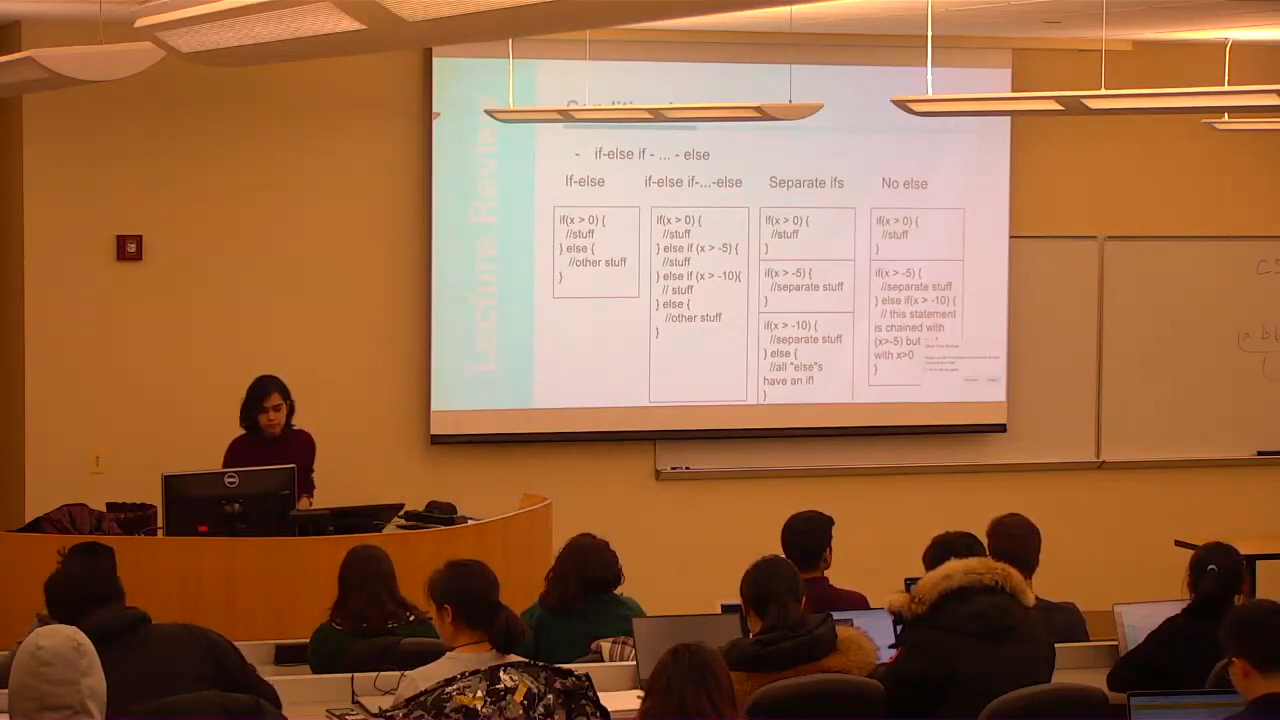 Lecture Review
- if-else if - ... - else
If-else
if-else if-...-else
Separate ifs
No else
if(x > 0) {
//stuff
} else {
//other stuff
}
if(x > 0) {
//stuff
} else if (x > -5) {
//stuff
} else if (x > -10){
// stuff
} else {
//other stuff
}
if(x > 0) {
//stuff
}
if(x > -5) {
//separate stuff
}
if(x > -10) {
//separate stuff
} else {
//all "else"s
have an if!
}
if(x > 0) {
//stuff
}
if(x > -5) {
//separate stuff
} else if(x > -10) {
// this statement
is chained with
(x>-5) but
with x>0
}
DELL